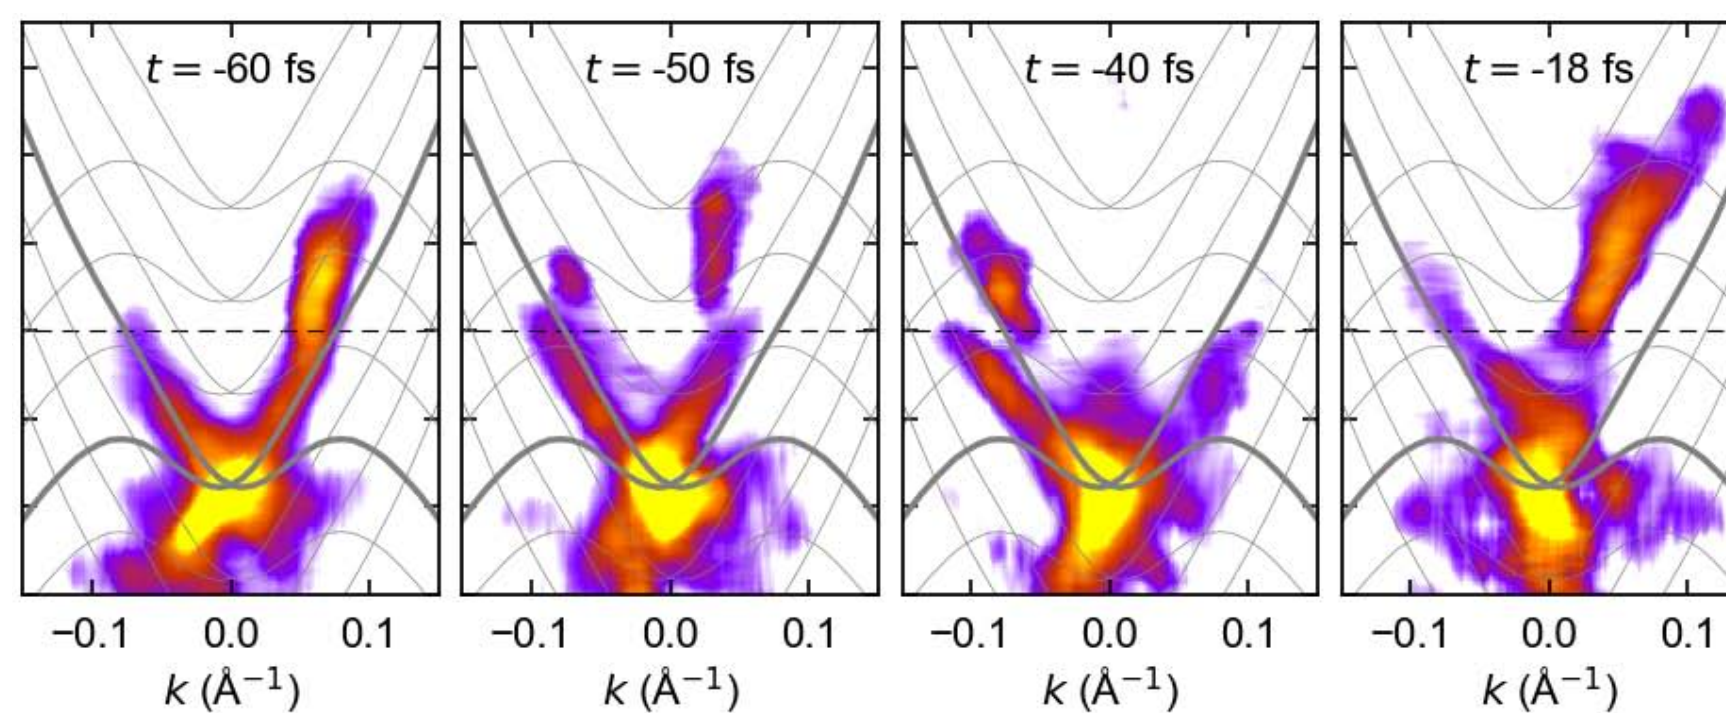 t = -60 fs t = -50 fs t = -40 fs t = -18 fs
−0.1 0.0 0.1 −0.1 0.0 0.1 −0.1 0.0 0.1 −0.1 0.0 0.1
k (Å⁻¹) k (Å⁻¹) k (Å⁻¹) k (Å⁻¹)